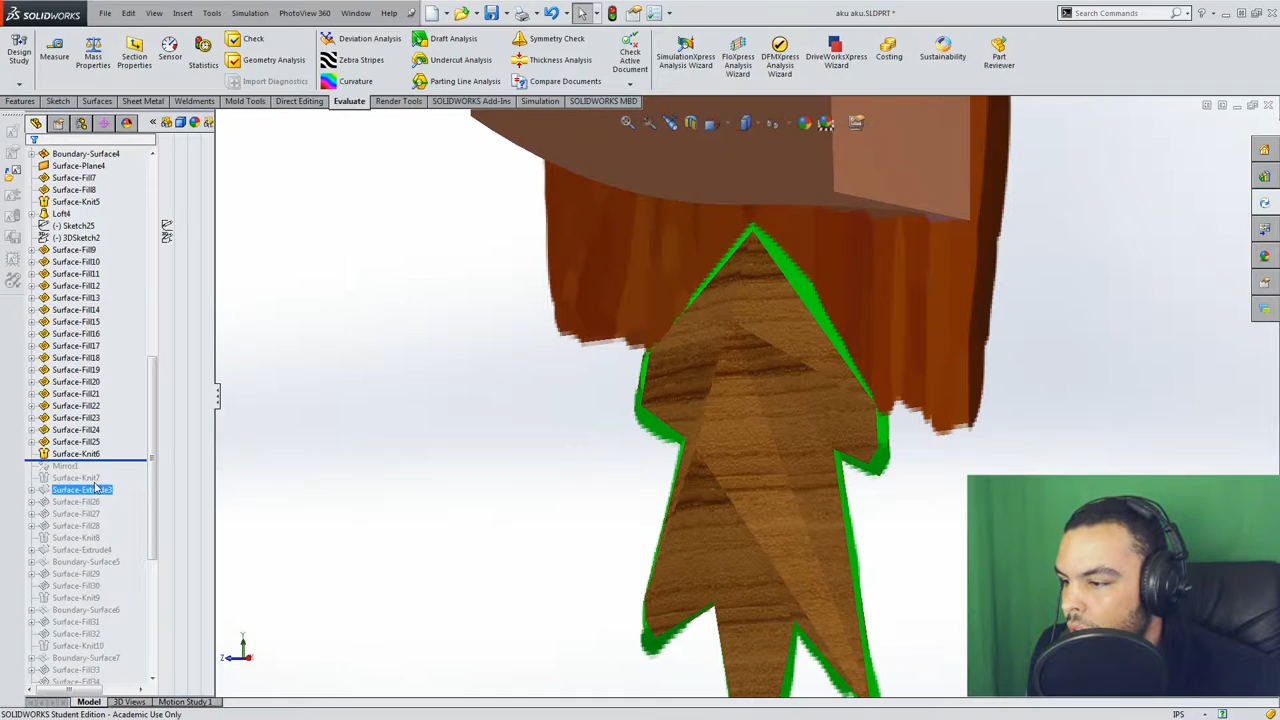 SOLIDWORKS File Edit View Insert Tools Simulation PhotoView 360 Window Help
aku aku.SLDPRT *
Search Commands
Design Study
Measure
Mass Properties
Section Properties
Sensor
Statistics
Check
Geometry Analysis
Import Diagnostics
Deviation Analysis
Zebra Stripes
Curvature
Draft Analysis
Undercut Analysis
Parting Line Analysis
Symmetry Check
Thickness Analysis
Compare Documents
Check Active Document
SimulationXpress Analysis Wizard
FloXpress Analysis Wizard
DFMXpress Analysis Wizard
DriveWorksXpress Wizard
Costing
Sustainability
Part Reviewer
Features Sketch Surfaces Sheet Metal Weldments Mold Tools Direct Editing Evaluate Render Tools SOLIDWORKS Add-Ins Simulation SOLIDWORKS MBD
Boundary-Surface4
Surface-Plane4
Surface-Fill7
Surface-Fill8
Surface-Knit5
Loft4
(-) Sketch25
(-) 3DSketch2
Surface-Fill9
Surface-Fill10
Surface-Fill11
Surface-Fill12
Surface-Fill13
Surface-Fill14
Surface-Fill15
Surface-Fill16
Surface-Fill17
Surface-Fill18
Surface-Fill19
Surface-Fill20
Surface-Fill21
Surface-Fill22
Surface-Fill23
Surface-Fill24
Surface-Fill25
Surface-Knit6
Mirror1
Surface-Knit7
Surface-Extrude3
Surface-Fill26
Surface-Fill27
Surface-Fill28
Surface-Knit8
Surface-Extrude4
Boundary-Surface5
Surface-Fill29
Surface-Fill30
Surface-Knit9
Boundary-Surface6
Surface-Fill31
Surface-Fill32
Surface-Knit10
Boundary-Surface7
Surface-Fill33
Surface-Fill34
Y
Z
X
Model 3D Views Motion Study 1
SOLIDWORKS Student Edition - Academic Use Only
IPS